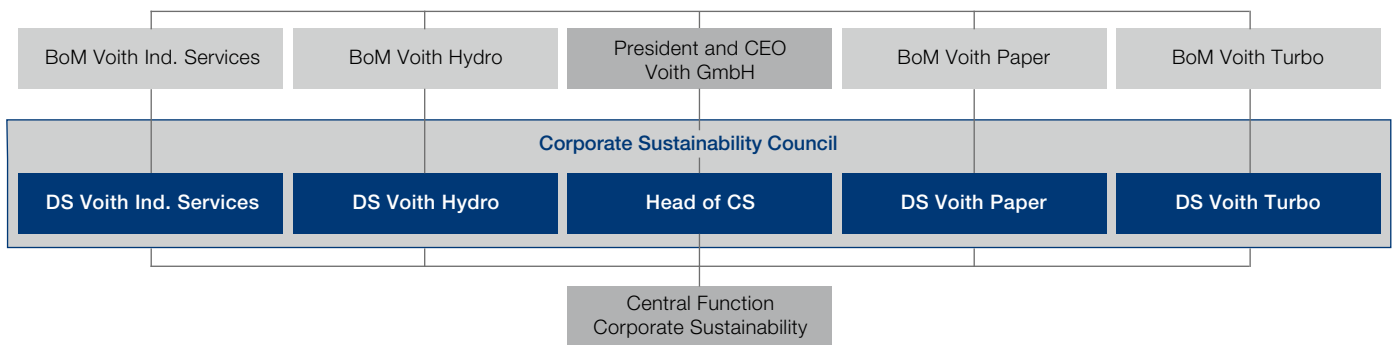 BoM Voith Ind. Services
BoM Voith Hydro
President and CEO
Voith GmbH
BoM Voith Paper
BoM Voith Turbo
Corporate Sustainability Council
DS Voith Ind. Services
DS Voith Hydro
Head of CS
DS Voith Paper
DS Voith Turbo
Central Function
Corporate Sustainability